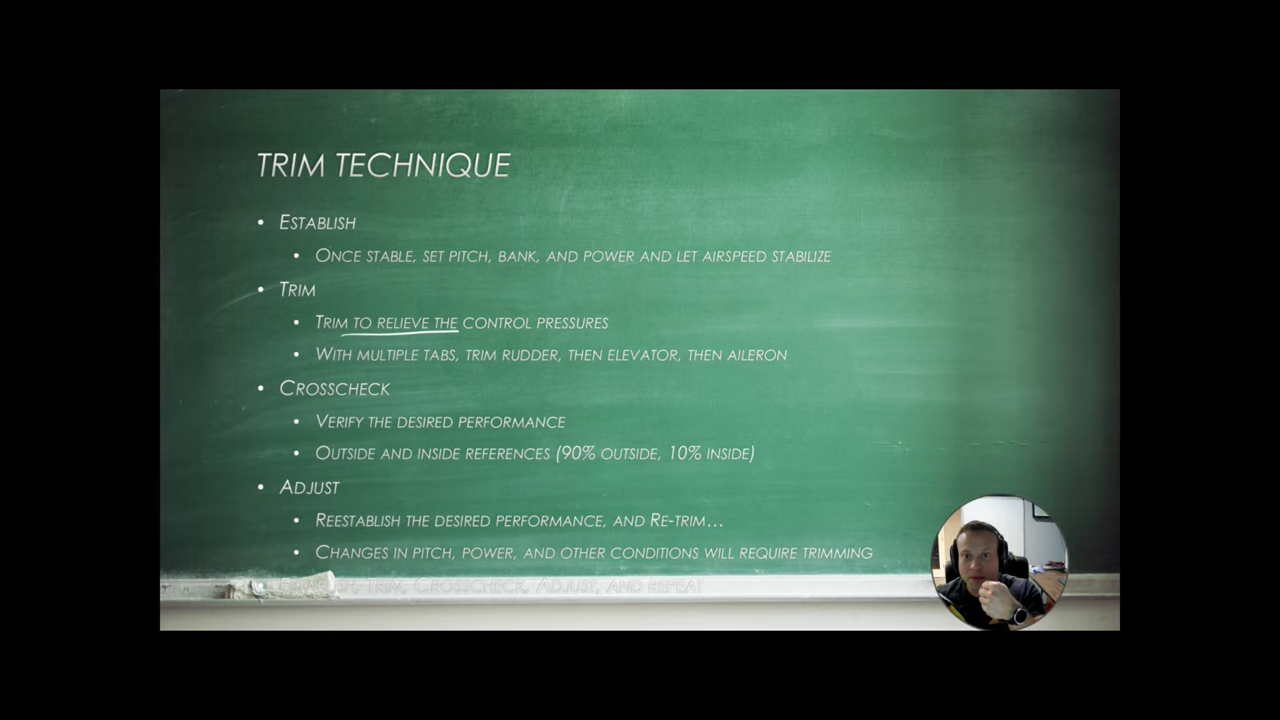 TRIM TECHNIQUE
• ESTABLISH
• ONCE STABLE, SET PITCH, BANK, AND POWER AND LET AIRSPEED STABILIZE
• TRIM
• TRIM TO RELIEVE THE CONTROL PRESSURES
• WITH MULTIPLE TABS, TRIM RUDDER, THEN ELEVATOR, THEN AILERON
• CROSSCHECK
• VERIFY THE DESIRED PERFORMANCE
• OUTSIDE AND INSIDE REFERENCES (90% OUTSIDE, 10% INSIDE)
• ADJUST
• REESTABLISH THE DESIRED PERFORMANCE, AND RE-TRIM…
• CHANGES IN PITCH, POWER, AND OTHER CONDITIONS WILL REQUIRE TRIMMING
TRIM, CROSSCHECK, ADJUST, AND REPEAT